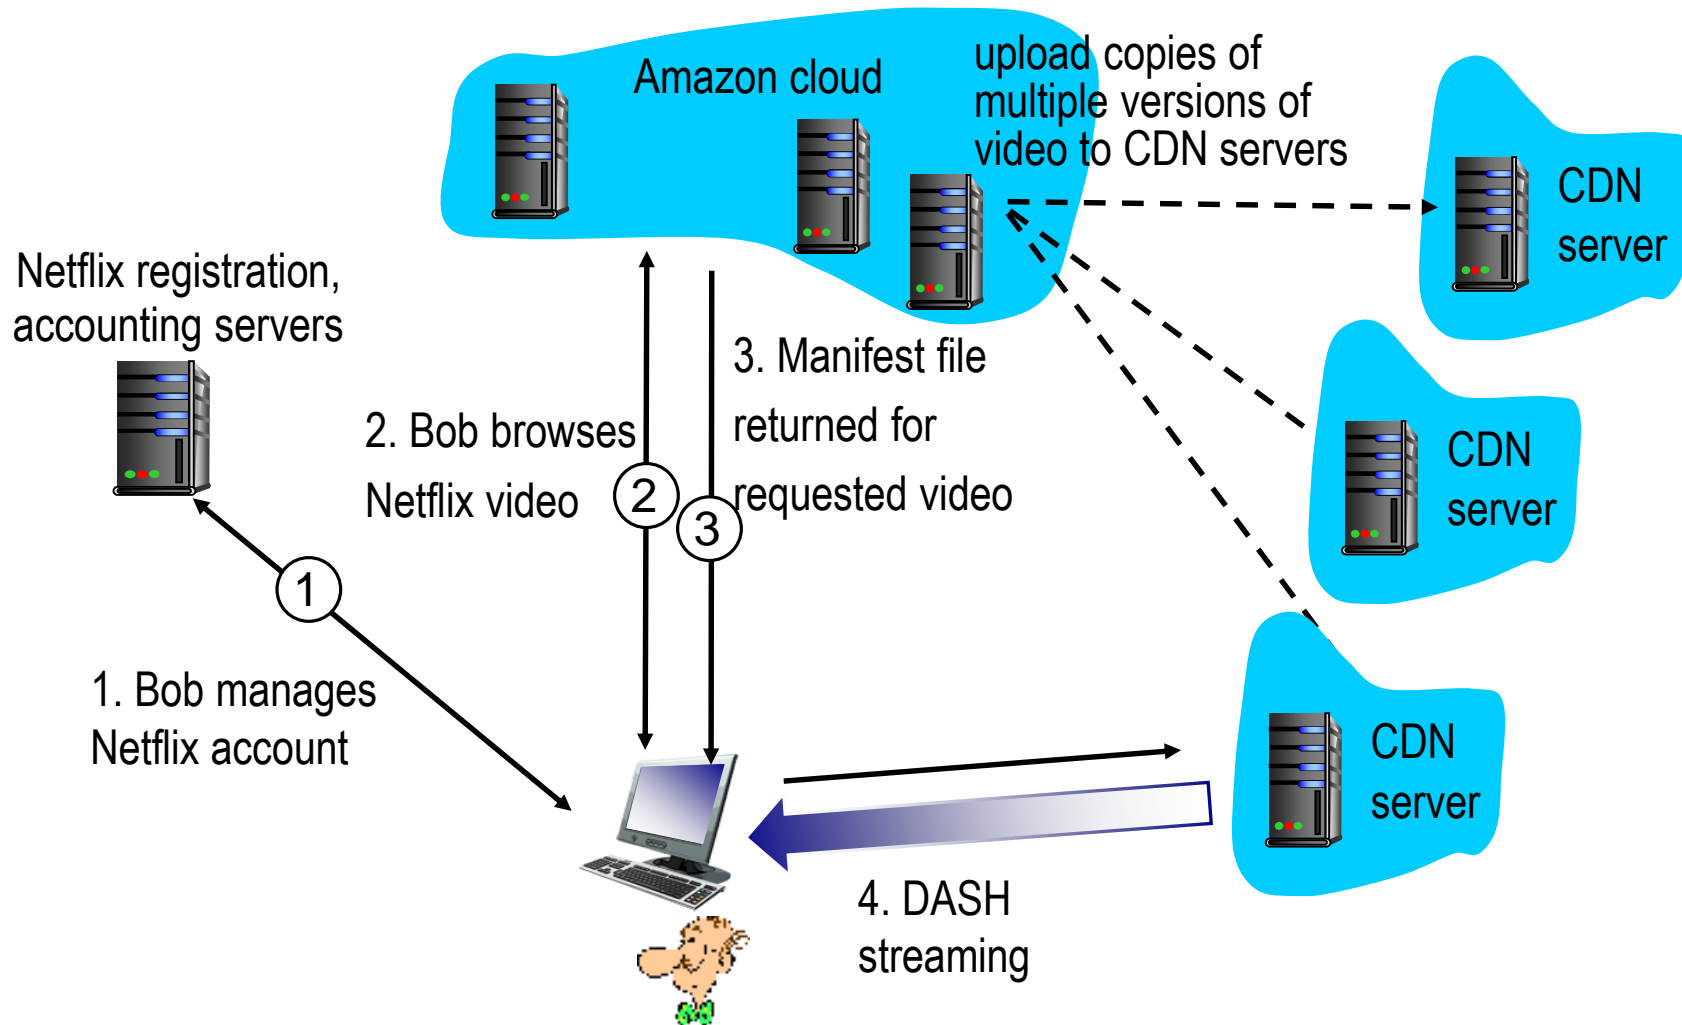 Amazon cloud
upload copies of
multiple versions of
video to CDN servers
CDN
server
Netflix registration,
accounting servers
3. Manifest file
returned for
requested video
2. Bob browses
Netflix video
CDN
server
2
3
1
1. Bob manages
Netflix account
CDN
server
4. DASH
streaming